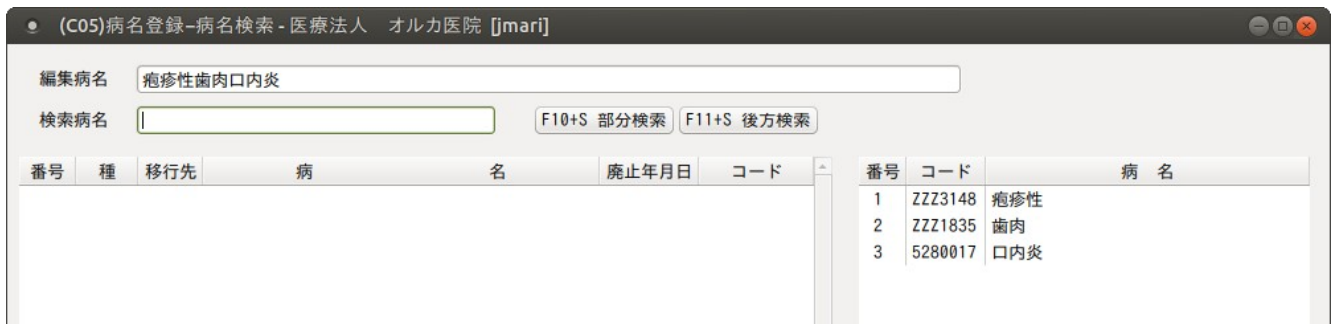 (C05)病名登録–病名検索 - 医療法人　オルカ医院 [jmari]
編集病名 疱疹性歯肉口内炎
検索病名 F10+S 部分検索 F11+S 後方検索
番号 種 移行先 病 名 廃止年月日 コード 番号 コード 病 名
1 ZZZ3148 疱疹性
2 ZZZ1835 歯肉
3 5280017 口内炎